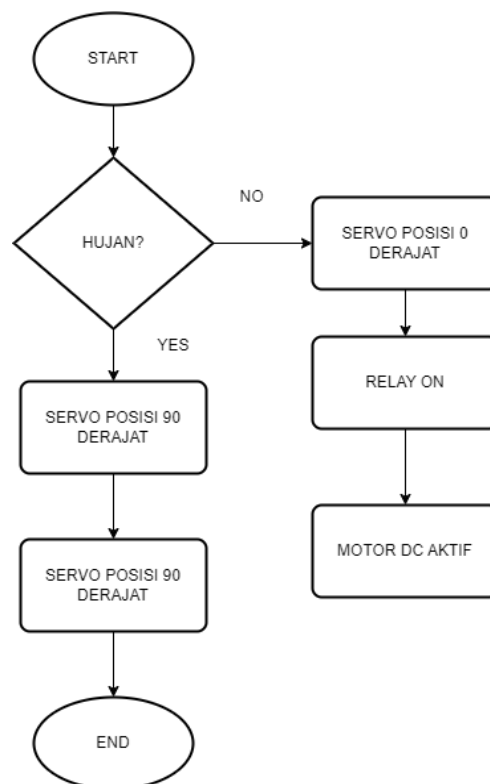 START
HUJAN?
NO
SERVO POSISI 0
DERAJAT
YES
RELAY ON
SERVO POSISI 90
DERAJAT
MOTOR DC AKTIF
SERVO POSISI 90
DERAJAT
END